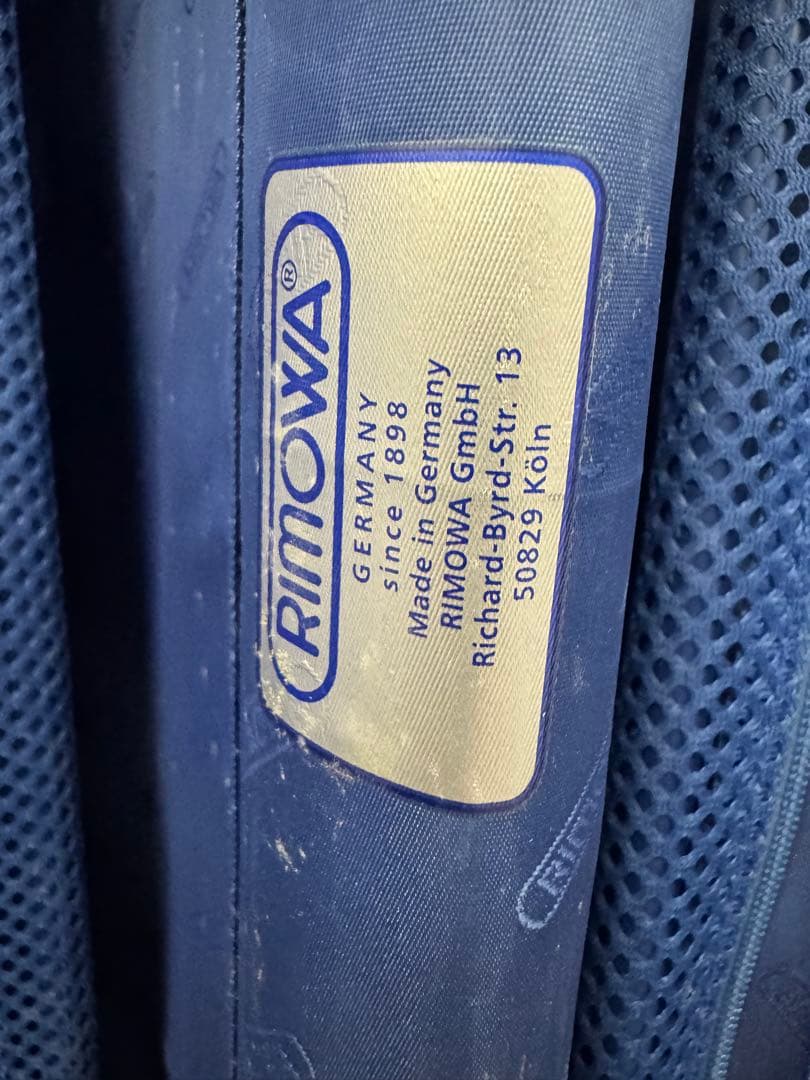 RIMOWA®
GERMANY
since 1898
Made in Germany
RIMOWA GmbH
Richard-Byrd-Str. 13
50829 Köln